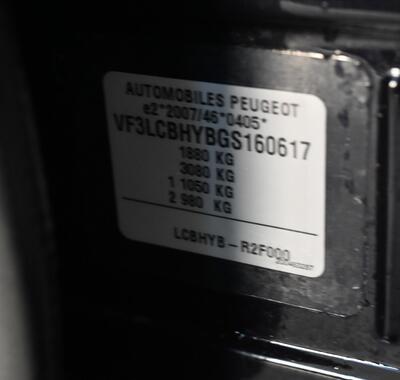 AUTOMOBILES PEUGEOT
e2*2007/46*0405*
VF3LCBHYBGS160617
1880 KG
3080 KG
1 1050 KG
2 980 KG
LCBHYB-R2F000